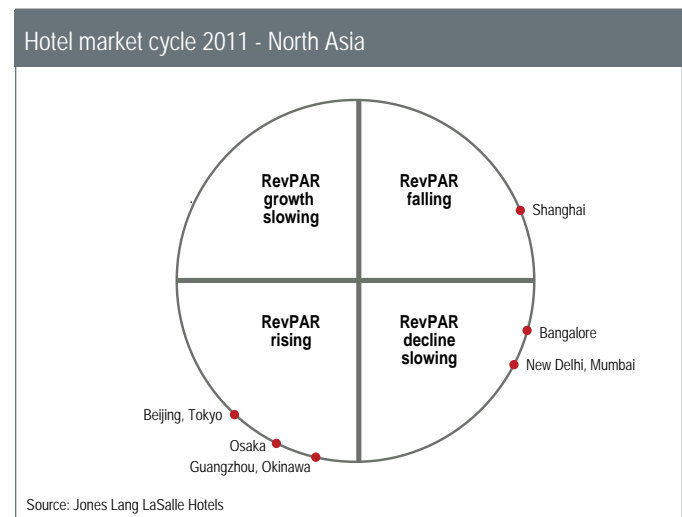 Hotel market cycle 2011 - North Asia
RevPAR
growth
slowing
RevPAR
falling
Shanghai
RevPAR
rising
RevPAR
decline
slowing
Bangalore
New Delhi, Mumbai
Beijing, Tokyo
Osaka
Guangzhou, Okinawa
Source: Jones Lang LaSalle Hotels